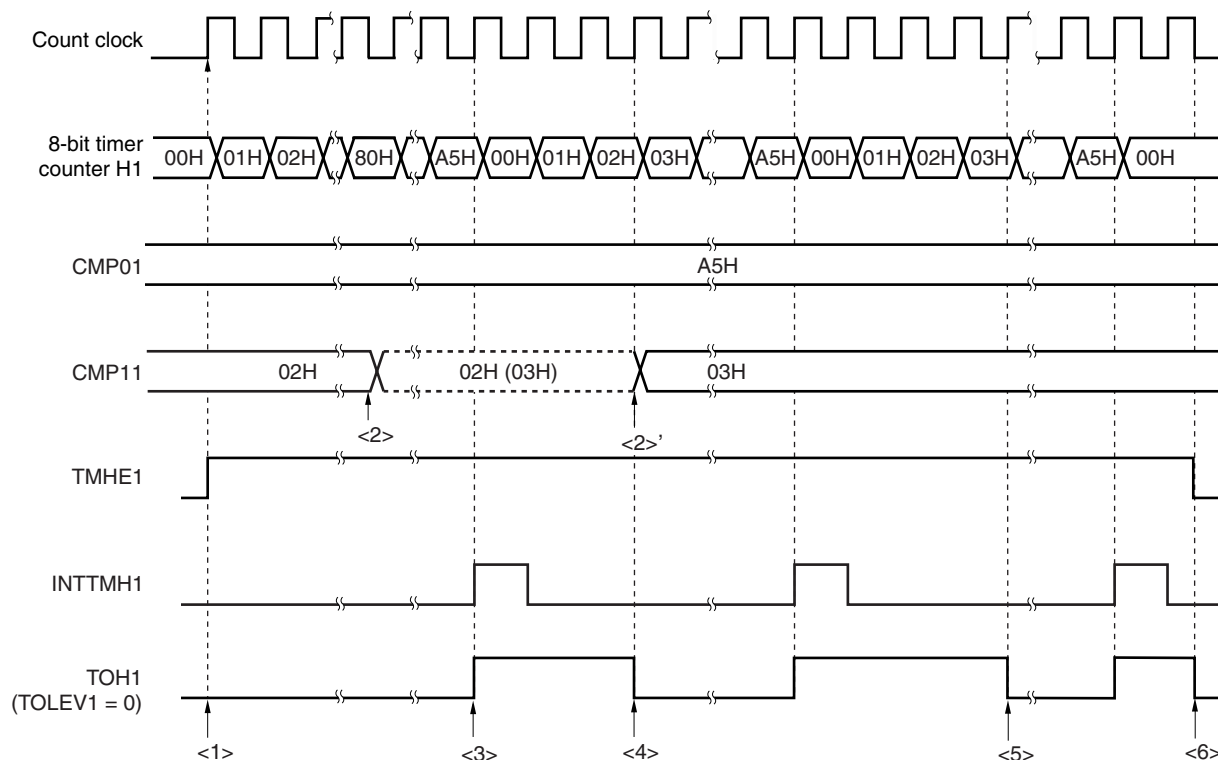 Count clock
8-bit timer
counter H1
00H 01H 02H 80H A5H 00H 01H 02H 03H A5H 00H 01H 02H 03H A5H 00H
CMP01
A5H
CMP11
02H 02H (03H) 03H
<2> <2>’
TMHE1
INTTMH1
TOH1
(TOLEV1 = 0)
<1> <3> <4> <5> <6>